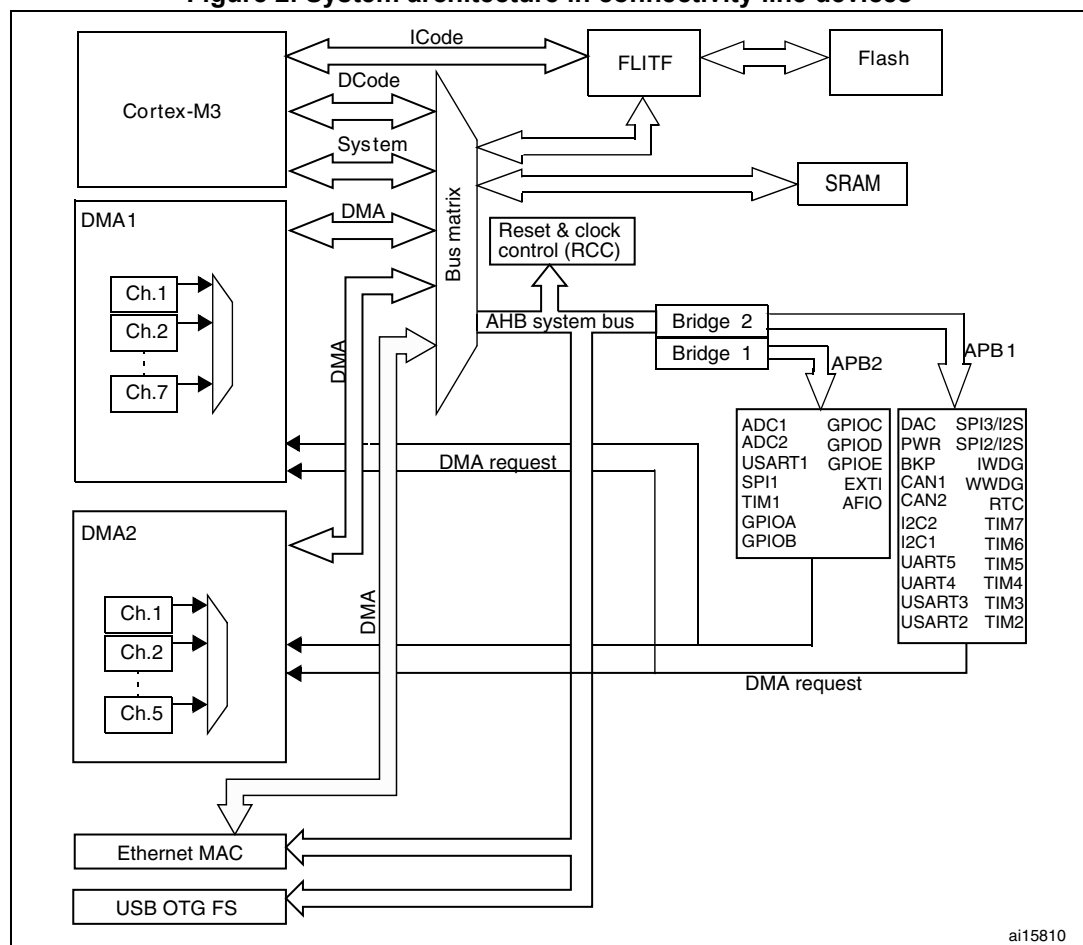 Figure 2. System architecture in connectivity line devices
ICode
FLITF
Flash
Cortex-M3
DCode
System
SRAM
DMA1
DMA
Bus matrix
Reset & clock
control (RCC)
Ch.1
Ch.2
Ch.7
AHB system bus
Bridge 2
Bridge 1
APB2
APB1
DMA
DMA request
ADC1 GPIOC
ADC2 GPIOD
USART1 GPIOE
SPI1 EXTI
TIM1 AFIO
GPIOA
GPIOB
DAC SPI3/I2S
PWR SPI2/I2S
BKP IWDG
CAN1 WWDG
CAN2 RTC
I2C2 TIM7
I2C1 TIM6
UART5 TIM5
UART4 TIM4
USART3 TIM3
USART2 TIM2
DMA2
Ch.1
Ch.2
Ch.5
DMA
DMA request
Ethernet MAC
USB OTG FS
ai15810